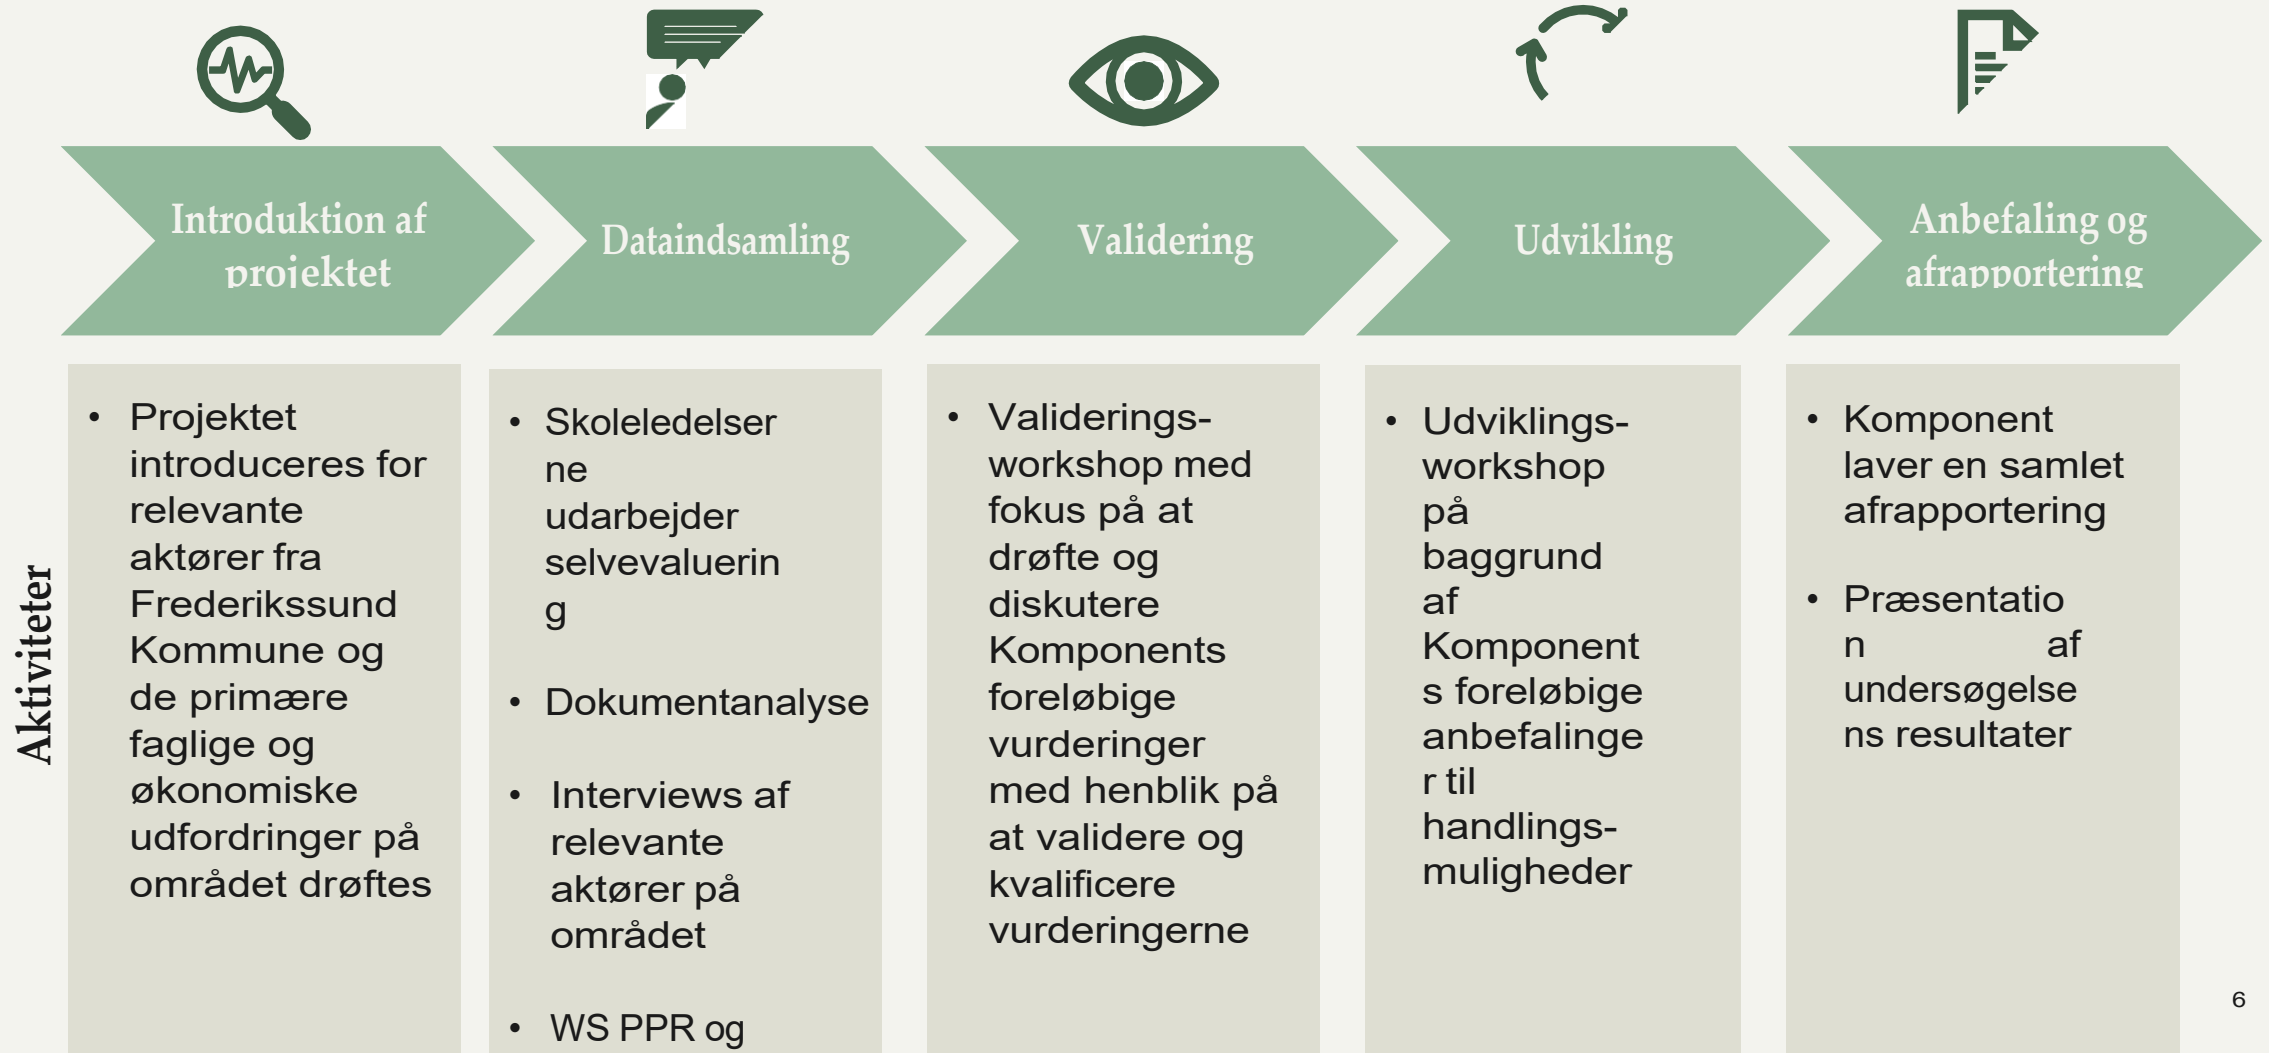 Introduktion af
projektet
Dataindsamling
Validering
Udvikling
Anbefaling og
afrapportering
Aktiviteter
• Projektet
introduceres for
relevante
aktører fra
Frederikssund
Kommune og
de primære
faglige og
økonomiske
udfordringer på
området drøftes
• Skoleledelser
ne
udarbejder
selvevaluerin
g
• Dokumentanalyse
• Interviews af
relevante
aktører på
området
• WS PPR og
• Validerings-
workshop med
fokus på at
drøfte og
diskutere
Komponents
foreløbige
vurderinger
med henblik på
at validere og
kvalificere
vurderingerne
• Udviklings-
workshop
på
baggrund
af
Komponent
s foreløbige
anbefalinge
r til
handlings-
muligheder
• Komponent
laver en samlet
afrapportering
• Præsentatio
n af
undersøgelse
ns resultater
6